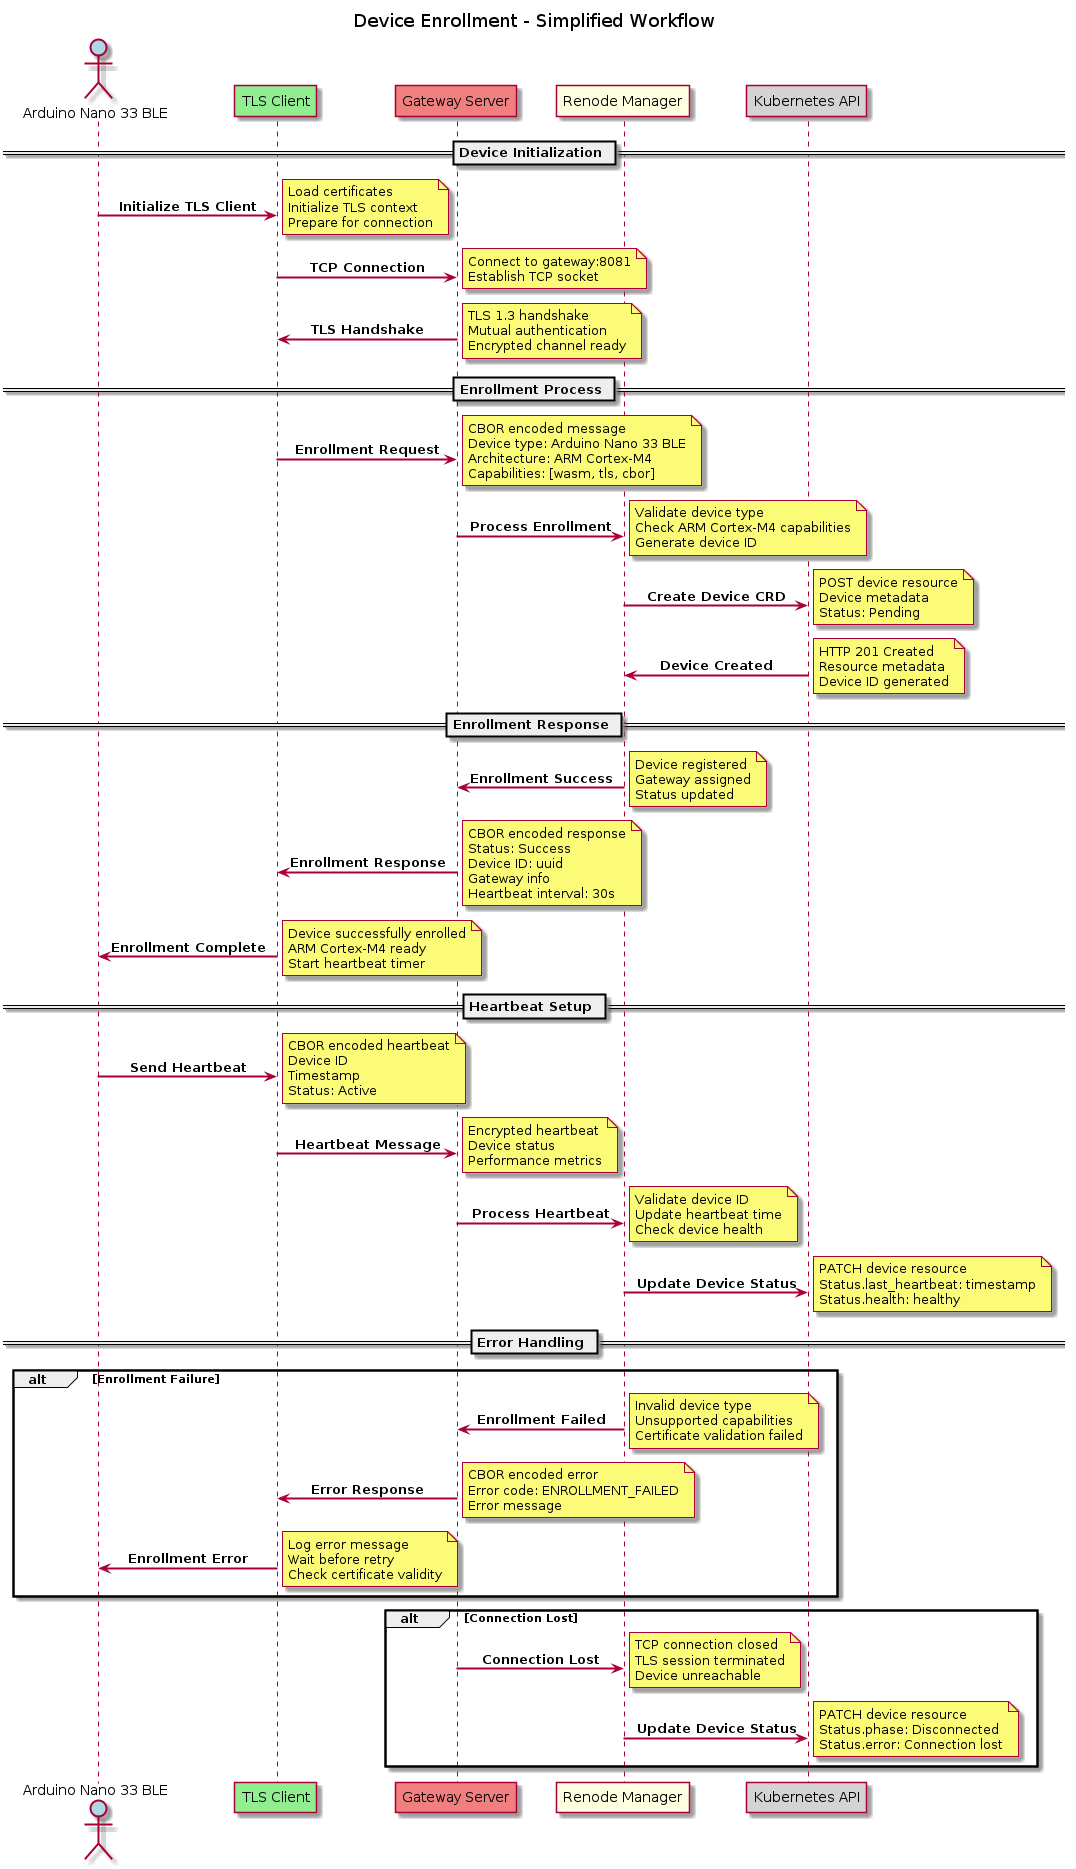 Device Enrollment - Simplified Workflow
Arduino Nano 33 BLE
TLS Client
Gateway Server
Renode Manager
Kubernetes API
Device Initialization
Initialize TLS Client
Load certificates
Initialize TLS context
Prepare for connection
TCP Connection
Connect to gateway:8081
Establish TCP socket
TLS Handshake
TLS 1.3 handshake
Mutual authentication
Encrypted channel ready
Enrollment Process
Enrollment Request
CBOR encoded message
Device type: Arduino Nano 33 BLE
Architecture: ARM Cortex-M4
Capabilities: [wasm, tls, cbor]
Process Enrollment
Validate device type
Check ARM Cortex-M4 capabilities
Generate device ID
Create Device CRD
POST device resource
Device metadata
Status: Pending
Device Created
HTTP 201 Created
Resource metadata
Device ID generated
Enrollment Response
Enrollment Success
Device registered
Gateway assigned
Status updated
Enrollment Response
CBOR encoded response
Status: Success
Device ID: uuid
Gateway info
Heartbeat interval: 30s
Enrollment Complete
Device successfully enrolled
ARM Cortex-M4 ready
Start heartbeat timer
Heartbeat Setup
Send Heartbeat
CBOR encoded heartbeat
Device ID
Timestamp
Status: Active
Heartbeat Message
Encrypted heartbeat
Device status
Performance metrics
Process Heartbeat
Validate device ID
Update heartbeat time
Check device health
Update Device Status
PATCH device resource
Status.last_heartbeat: timestamp
Status.health: healthy
Error Handling
alt [Enrollment Failure]
Enrollment Failed
Invalid device type
Unsupported capabilities
Certificate validation failed
Error Response
CBOR encoded error
Error code: ENROLLMENT_FAILED
Error message
Enrollment Error
Log error message
Wait before retry
Check certificate validity
alt [Connection Lost]
Connection Lost
TCP connection closed
TLS session terminated
Device unreachable
Update Device Status
PATCH device resource
Status.phase: Disconnected
Status.error: Connection lost
Arduino Nano 33 BLE
TLS Client
Gateway Server
Renode Manager
Kubernetes API